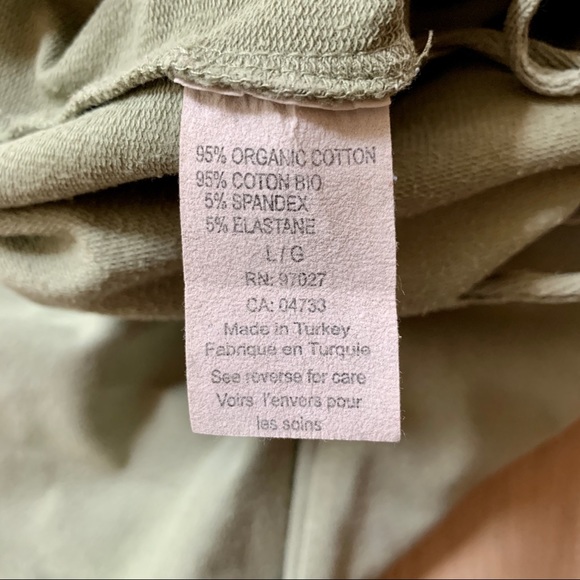 95% ORGANIC COTTON
95% COTON BIO
5% SPANDEX
5% ELASTANE
L / G
RN: 97027
CA: 04733
Made in Turkey
Fabrique en Turquie
See reverse for care
Voirs l'envers pour
les soins